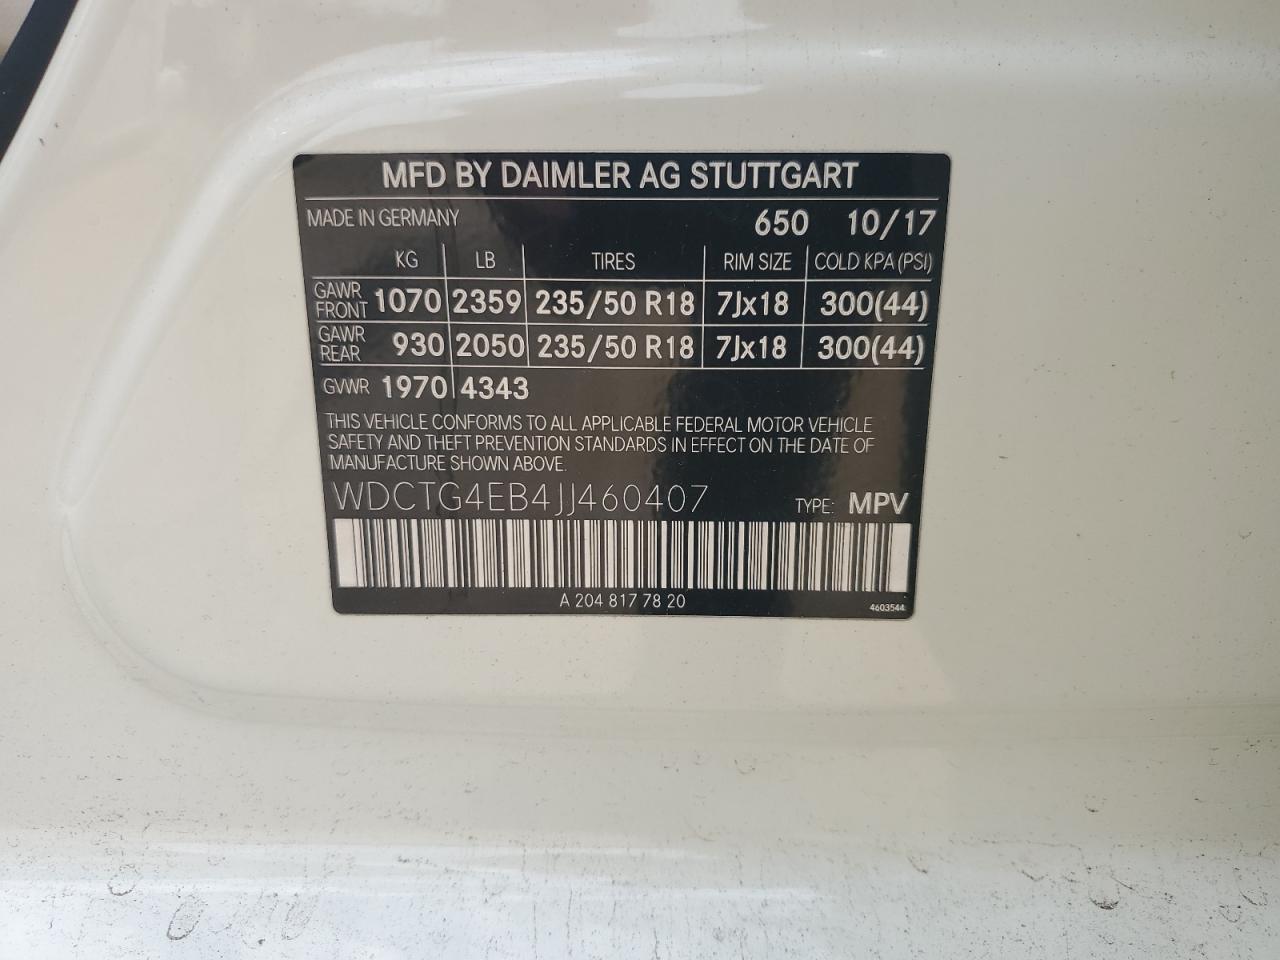 MFD BY DAIMLER AG STUTTGART
MADE IN GERMANY 650 10/17
KG LB TIRES RIM SIZE COLD KPA (PSI)
GAWR FRONT 1070 2359 235/50 R18 7Jx18 300(44)
GAWR REAR 930 2050 235/50 R18 7Jx18 300(44)
GVWR 1970 4343
THIS VEHICLE CONFORMS TO ALL APPLICABLE FEDERAL MOTOR VEHICLE
SAFETY AND THEFT PREVENTION STANDARDS IN EFFECT ON THE DATE OF
MANUFACTURE SHOWN ABOVE.
WDCTG4EB4JJ460407 TYPE: MPV
A 204 817 78 20
4603544